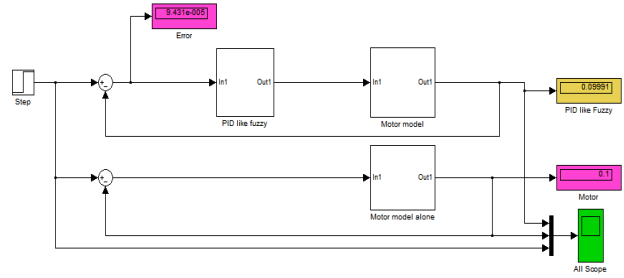 9.431e-005
Error
Step
+
-
In1
Out1
PID like fuzzy
In1
Out1
Motor model
0.09991
PID like Fuzzy
+
-
In1
Out1
Motor model alone
0.1
Motor
All Scope